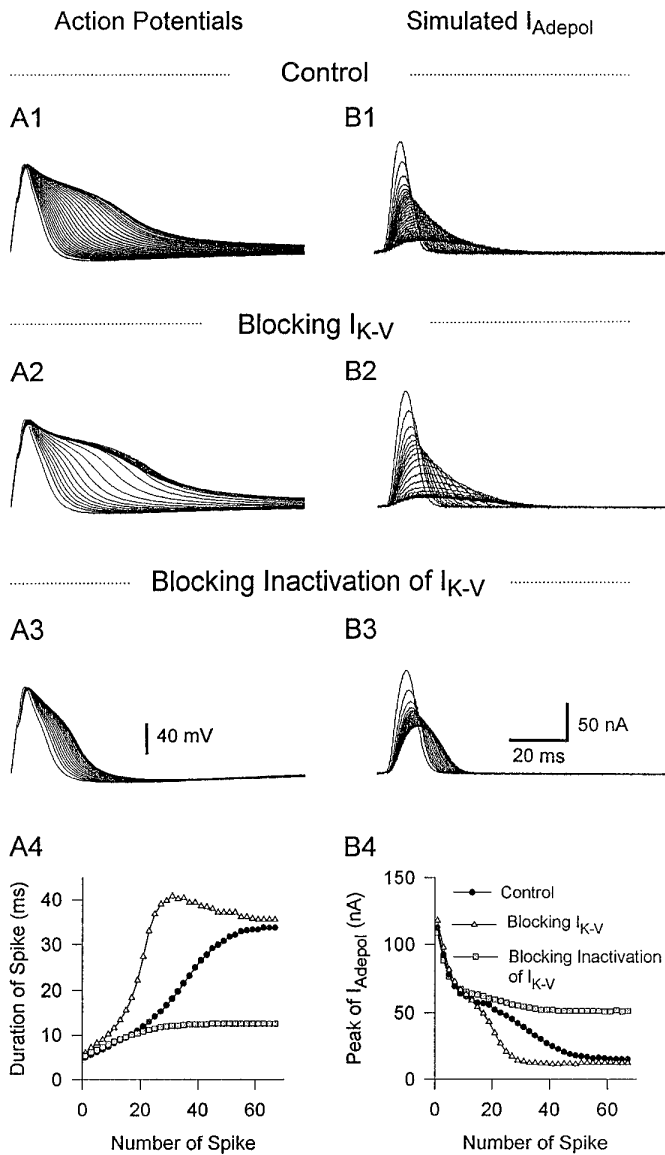 Action Potentials
Simulated I_Adepol
Control
A1
B1
Blocking I_K-V
A2
B2
Blocking Inactivation of I_K-V
A3
B3
40 mV
50 nA
20 ms
A4
B4
Duration of Spike (ms)
40
30
20
10
0
0
20
40
60
Number of Spike
Peak of I_Adepol (nA)
150
100
50
0
Control
Blocking I_K-V
Blocking Inactivation
of I_K-V
0
20
40
60
Number of Spike